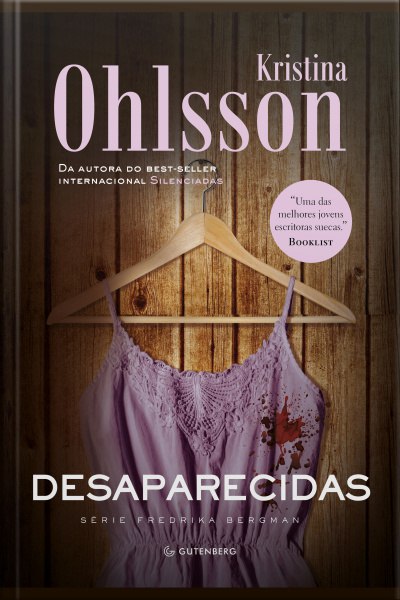 Kristina
Ohlsson
DA AUTORA DO BEST-SELLER
INTERNACIONAL SILENCIADAS
“Uma das
melhores jovens
escritoras suecas.”
BOOKLIST
DESAPARECIDAS
SÉRIE FREDRIKA BERGMAN
GUTENBERG